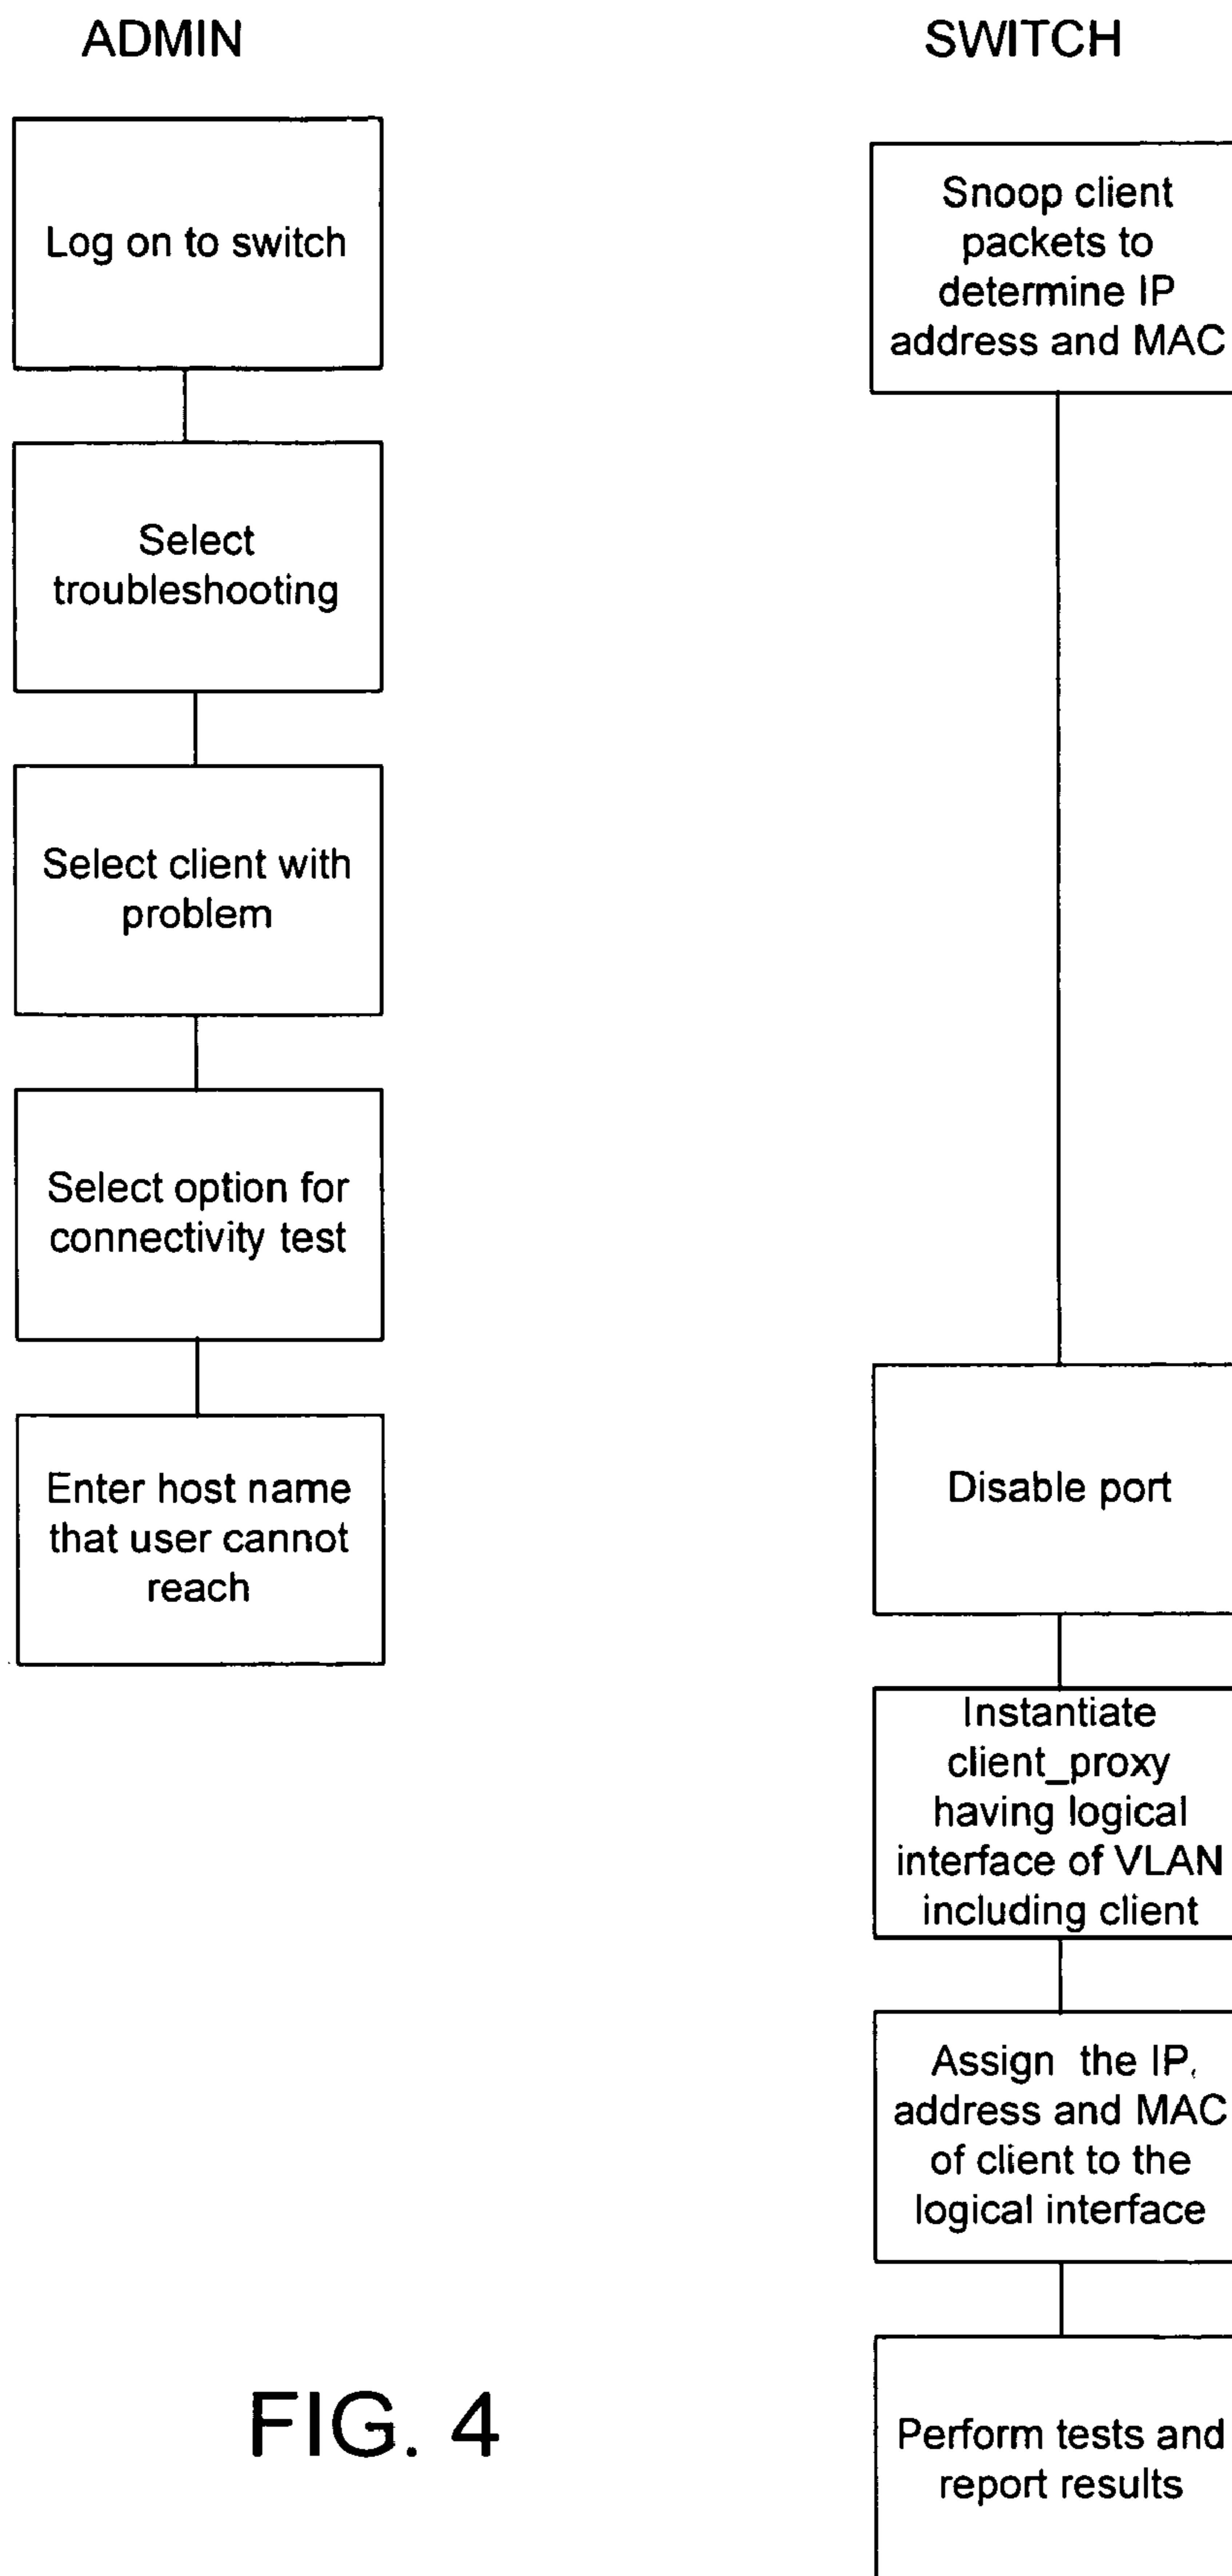 ADMIN
Log on to switch
Select
troubleshooting
Select client with
problem
Select option for
connectivity test
Enter host name
that user cannot
reach
SWITCH
Snoop client
packets to
determine IP
address and MAC
Disable port
Instantiate
client_proxy
having logical
interface of VLAN
including client
Assign the IP
address and MAC
of client to the
logical interface
Perform tests and
report results
FIG. 4